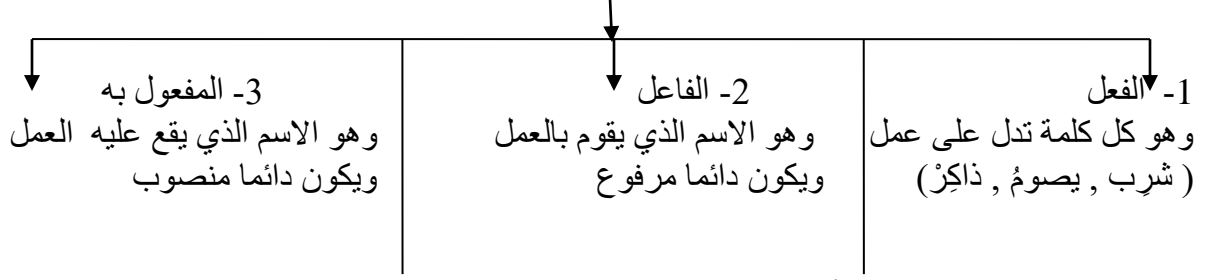 1- الفعل
وهو كل كلمة تدل على عمل
( شرِب , يصومُ , ذاكِرْ)
2- الفاعل
وهو الاسم الذي يقوم بالعمل
ويكون دائما مرفوع
3- المفعول به
وهو الاسم الذي يقع عليه العمل
ويكون دائما منصوب